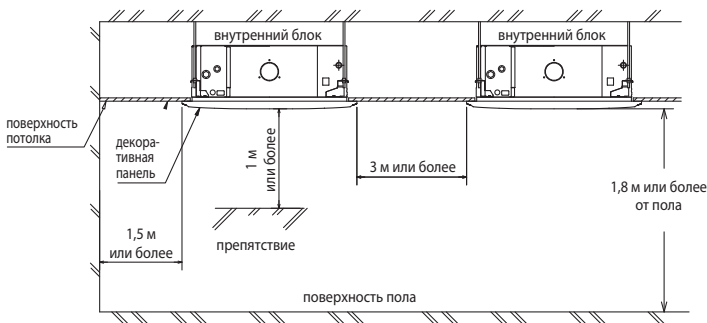 внутренний блок
внутренний блок
поверхность
потолка
декора-
тивная
панель
1 м
или более
3 м или более
1,8 м или более
от пола
1,5 м
или более
препятствие
поверхность пола